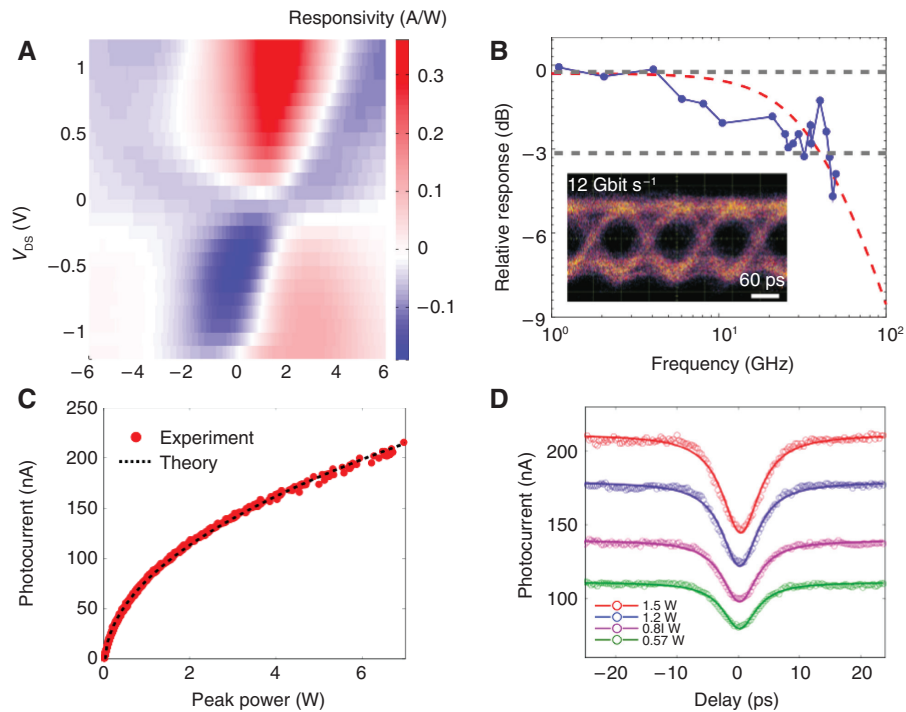 Responsivity (A/W)
A
V_DS (V)
1
0.5
0
−0.5
−1
−6
−4
−2
0
2
4
6
0.3
0.2
0.1
0
−0.1
B
Relative response (dB)
0
−3
−6
−9
12 Gbit s⁻¹
60 ps
10⁰
10¹
10²
Frequency (GHz)
C
Photocurrent (nA)
250
200
150
100
50
0
Experiment
Theory
0
2
4
6
Peak power (W)
D
Photocurrent (nA)
200
150
100
1.5 W
1.2 W
0.8l W
0.57 W
−20
−10
0
10
20
Delay (ps)